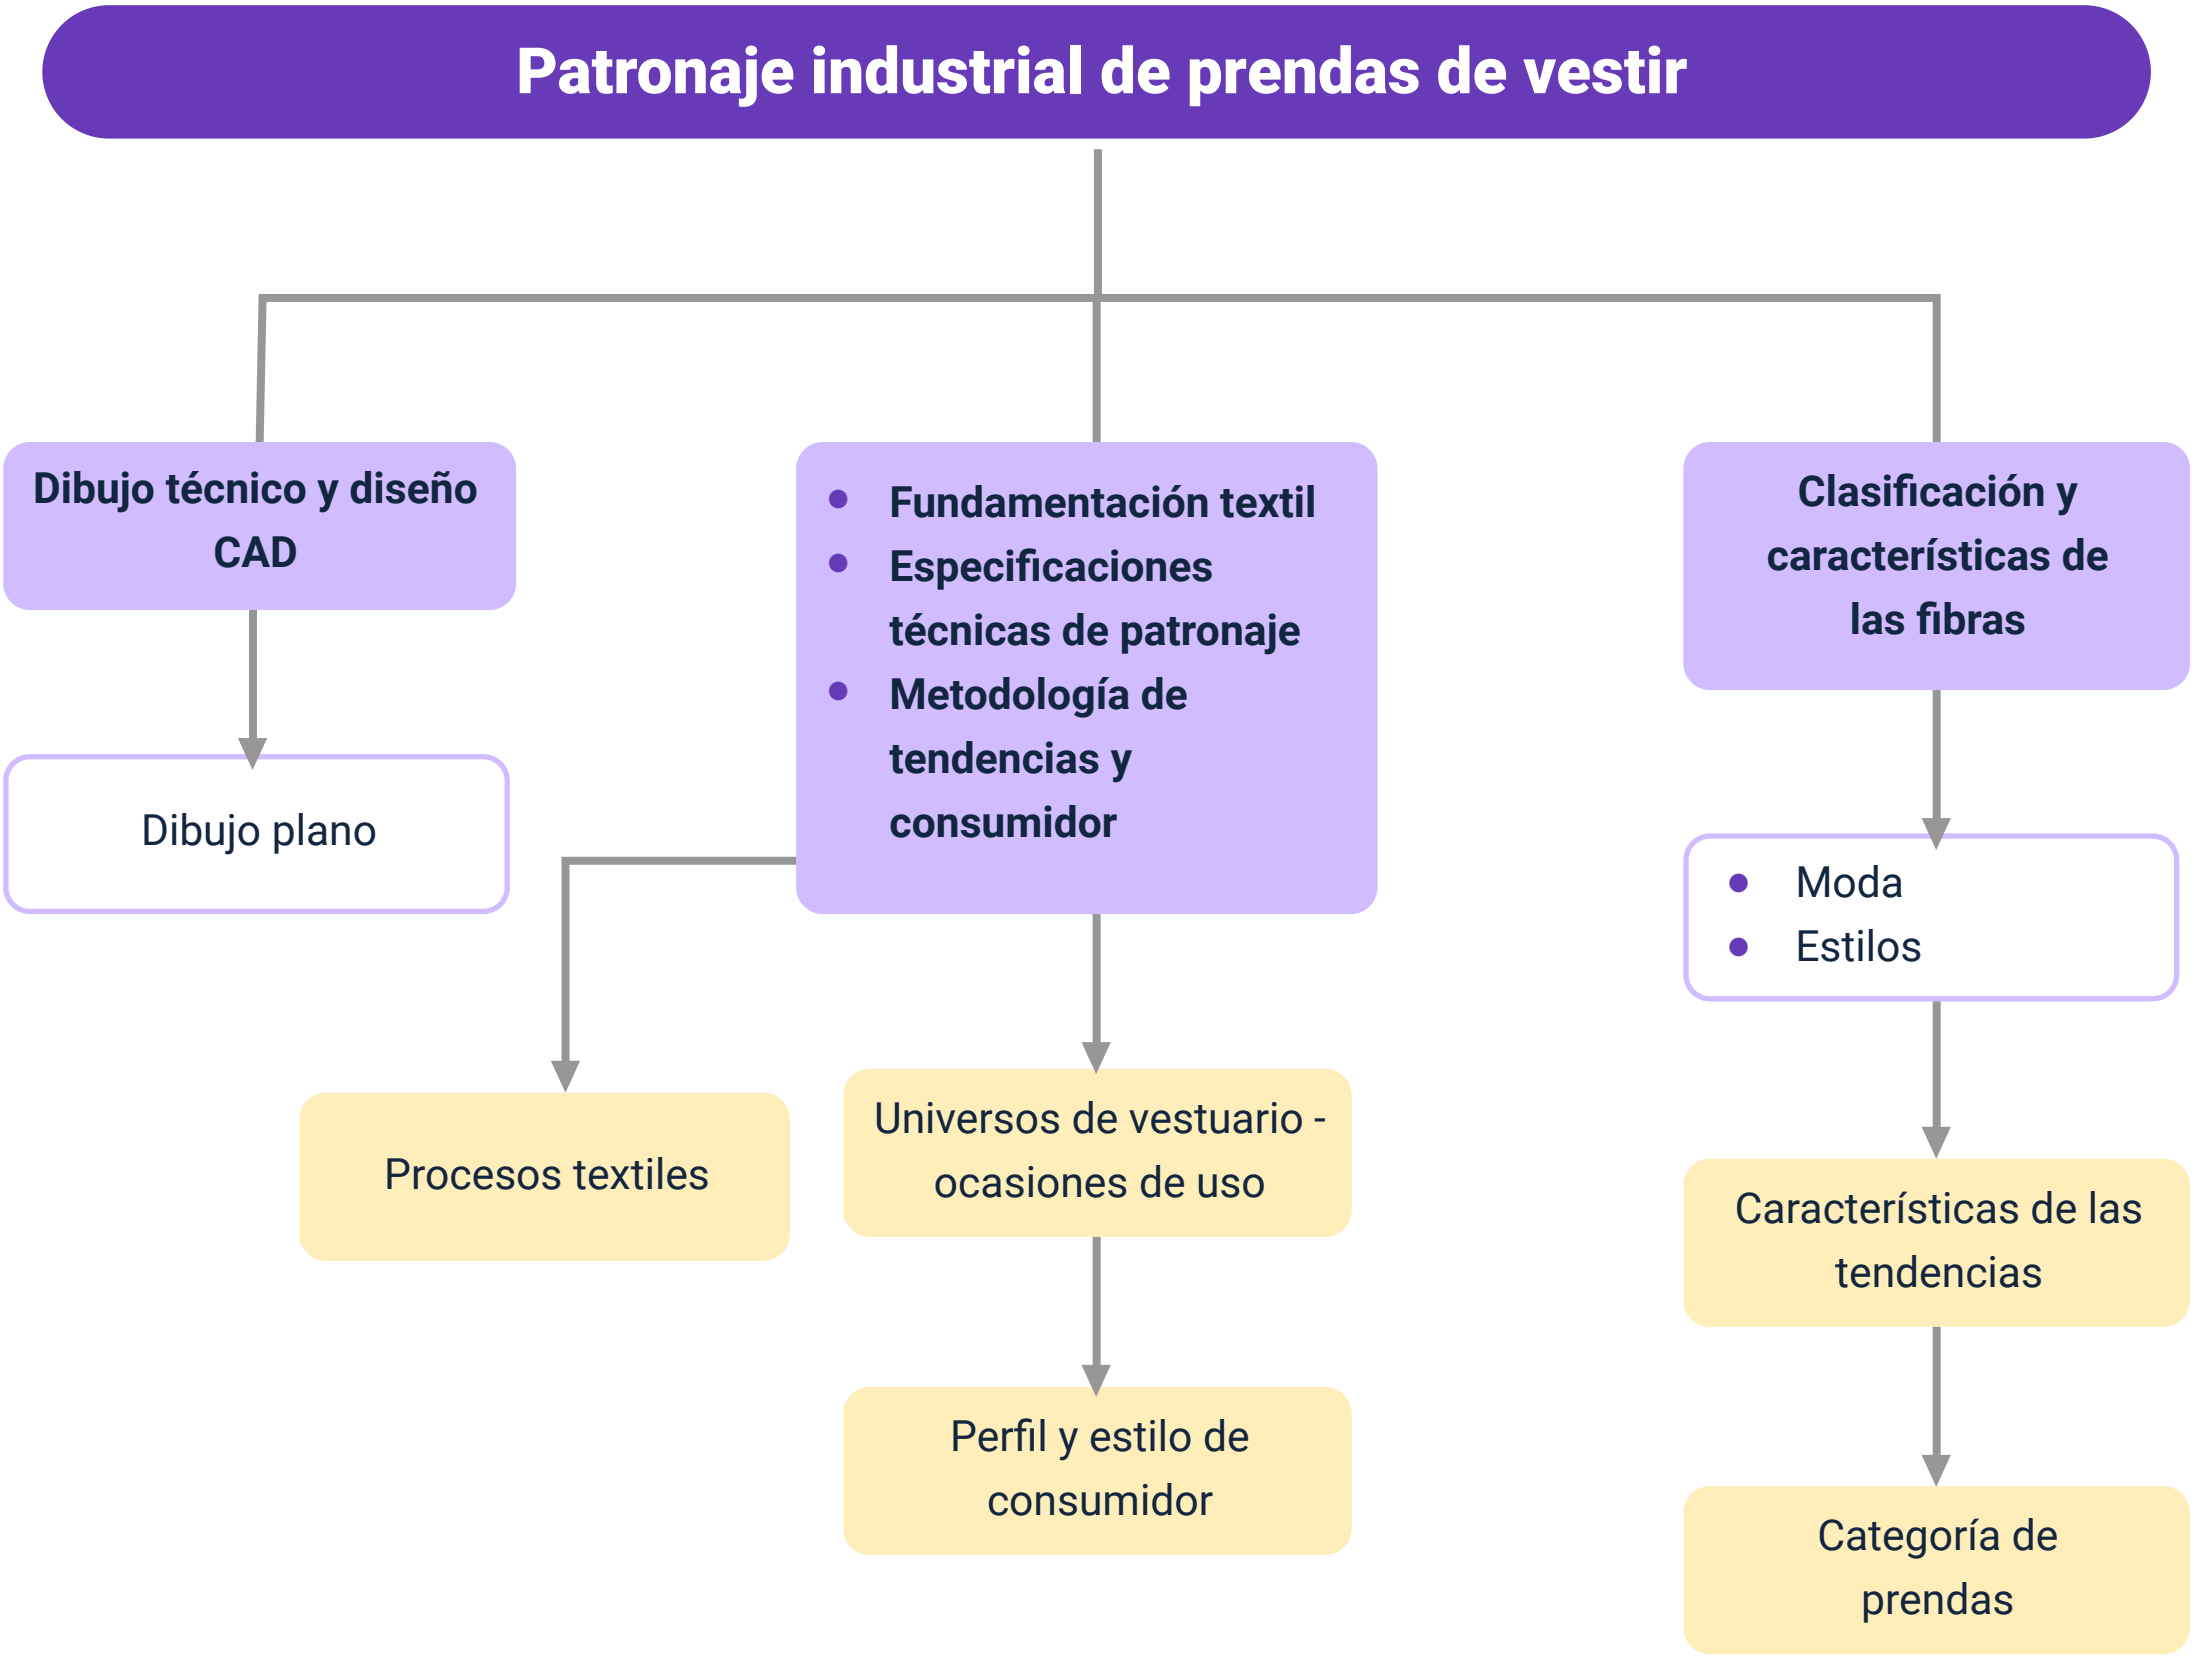 Patronaje industrial de prendas de vestir
Dibujo técnico y diseño
CAD
Dibujo plano
• Fundamentación textil
• Especificaciones
técnicas de patronaje
• Metodología de
tendencias y
consumidor
Procesos textiles
Universos de vestuario -
ocasiones de uso
Perfil y estilo de
consumidor
Clasificación y
características de
las fibras
• Moda
• Estilos
Características de las
tendencias
Categoría de
prendas